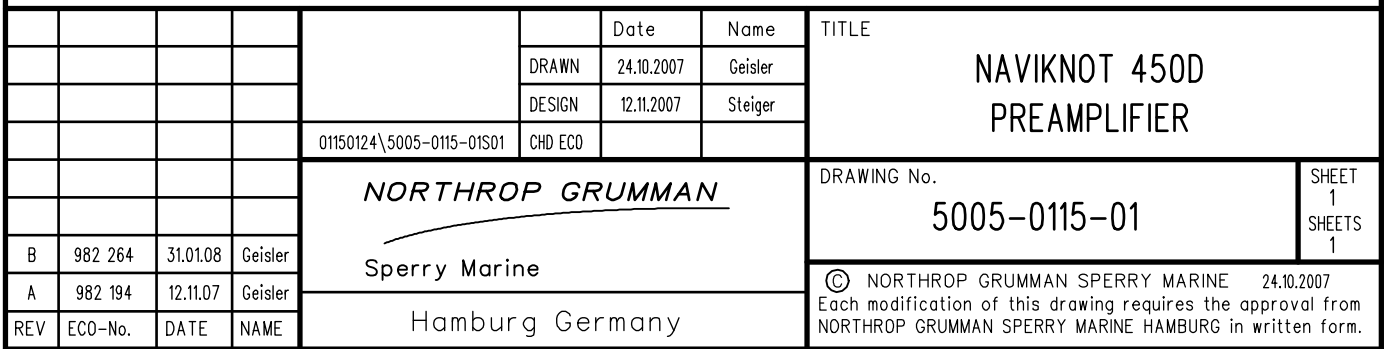 Date Name
DRAWN 24.10.2007 Geisler
DESIGN 12.11.2007 Steiger
01150124\5005-0115-01S01 CHD ECO
TITLE
NAVIKNOT 450D
PREAMPLIFIER
NORTHROP GRUMMAN
Sperry Marine
Hamburg Germany
DRAWING No.
5005-0115-01
SHEET
1
SHEETS
1
B 982 264 31.01.08 Geisler
A 982 194 12.11.07 Geisler
REV ECO-No. DATE NAME
© NORTHROP GRUMMAN SPERRY MARINE 24.10.2007
Each modification of this drawing requires the approval from
NORTHROP GRUMMAN SPERRY MARINE HAMBURG in written form.